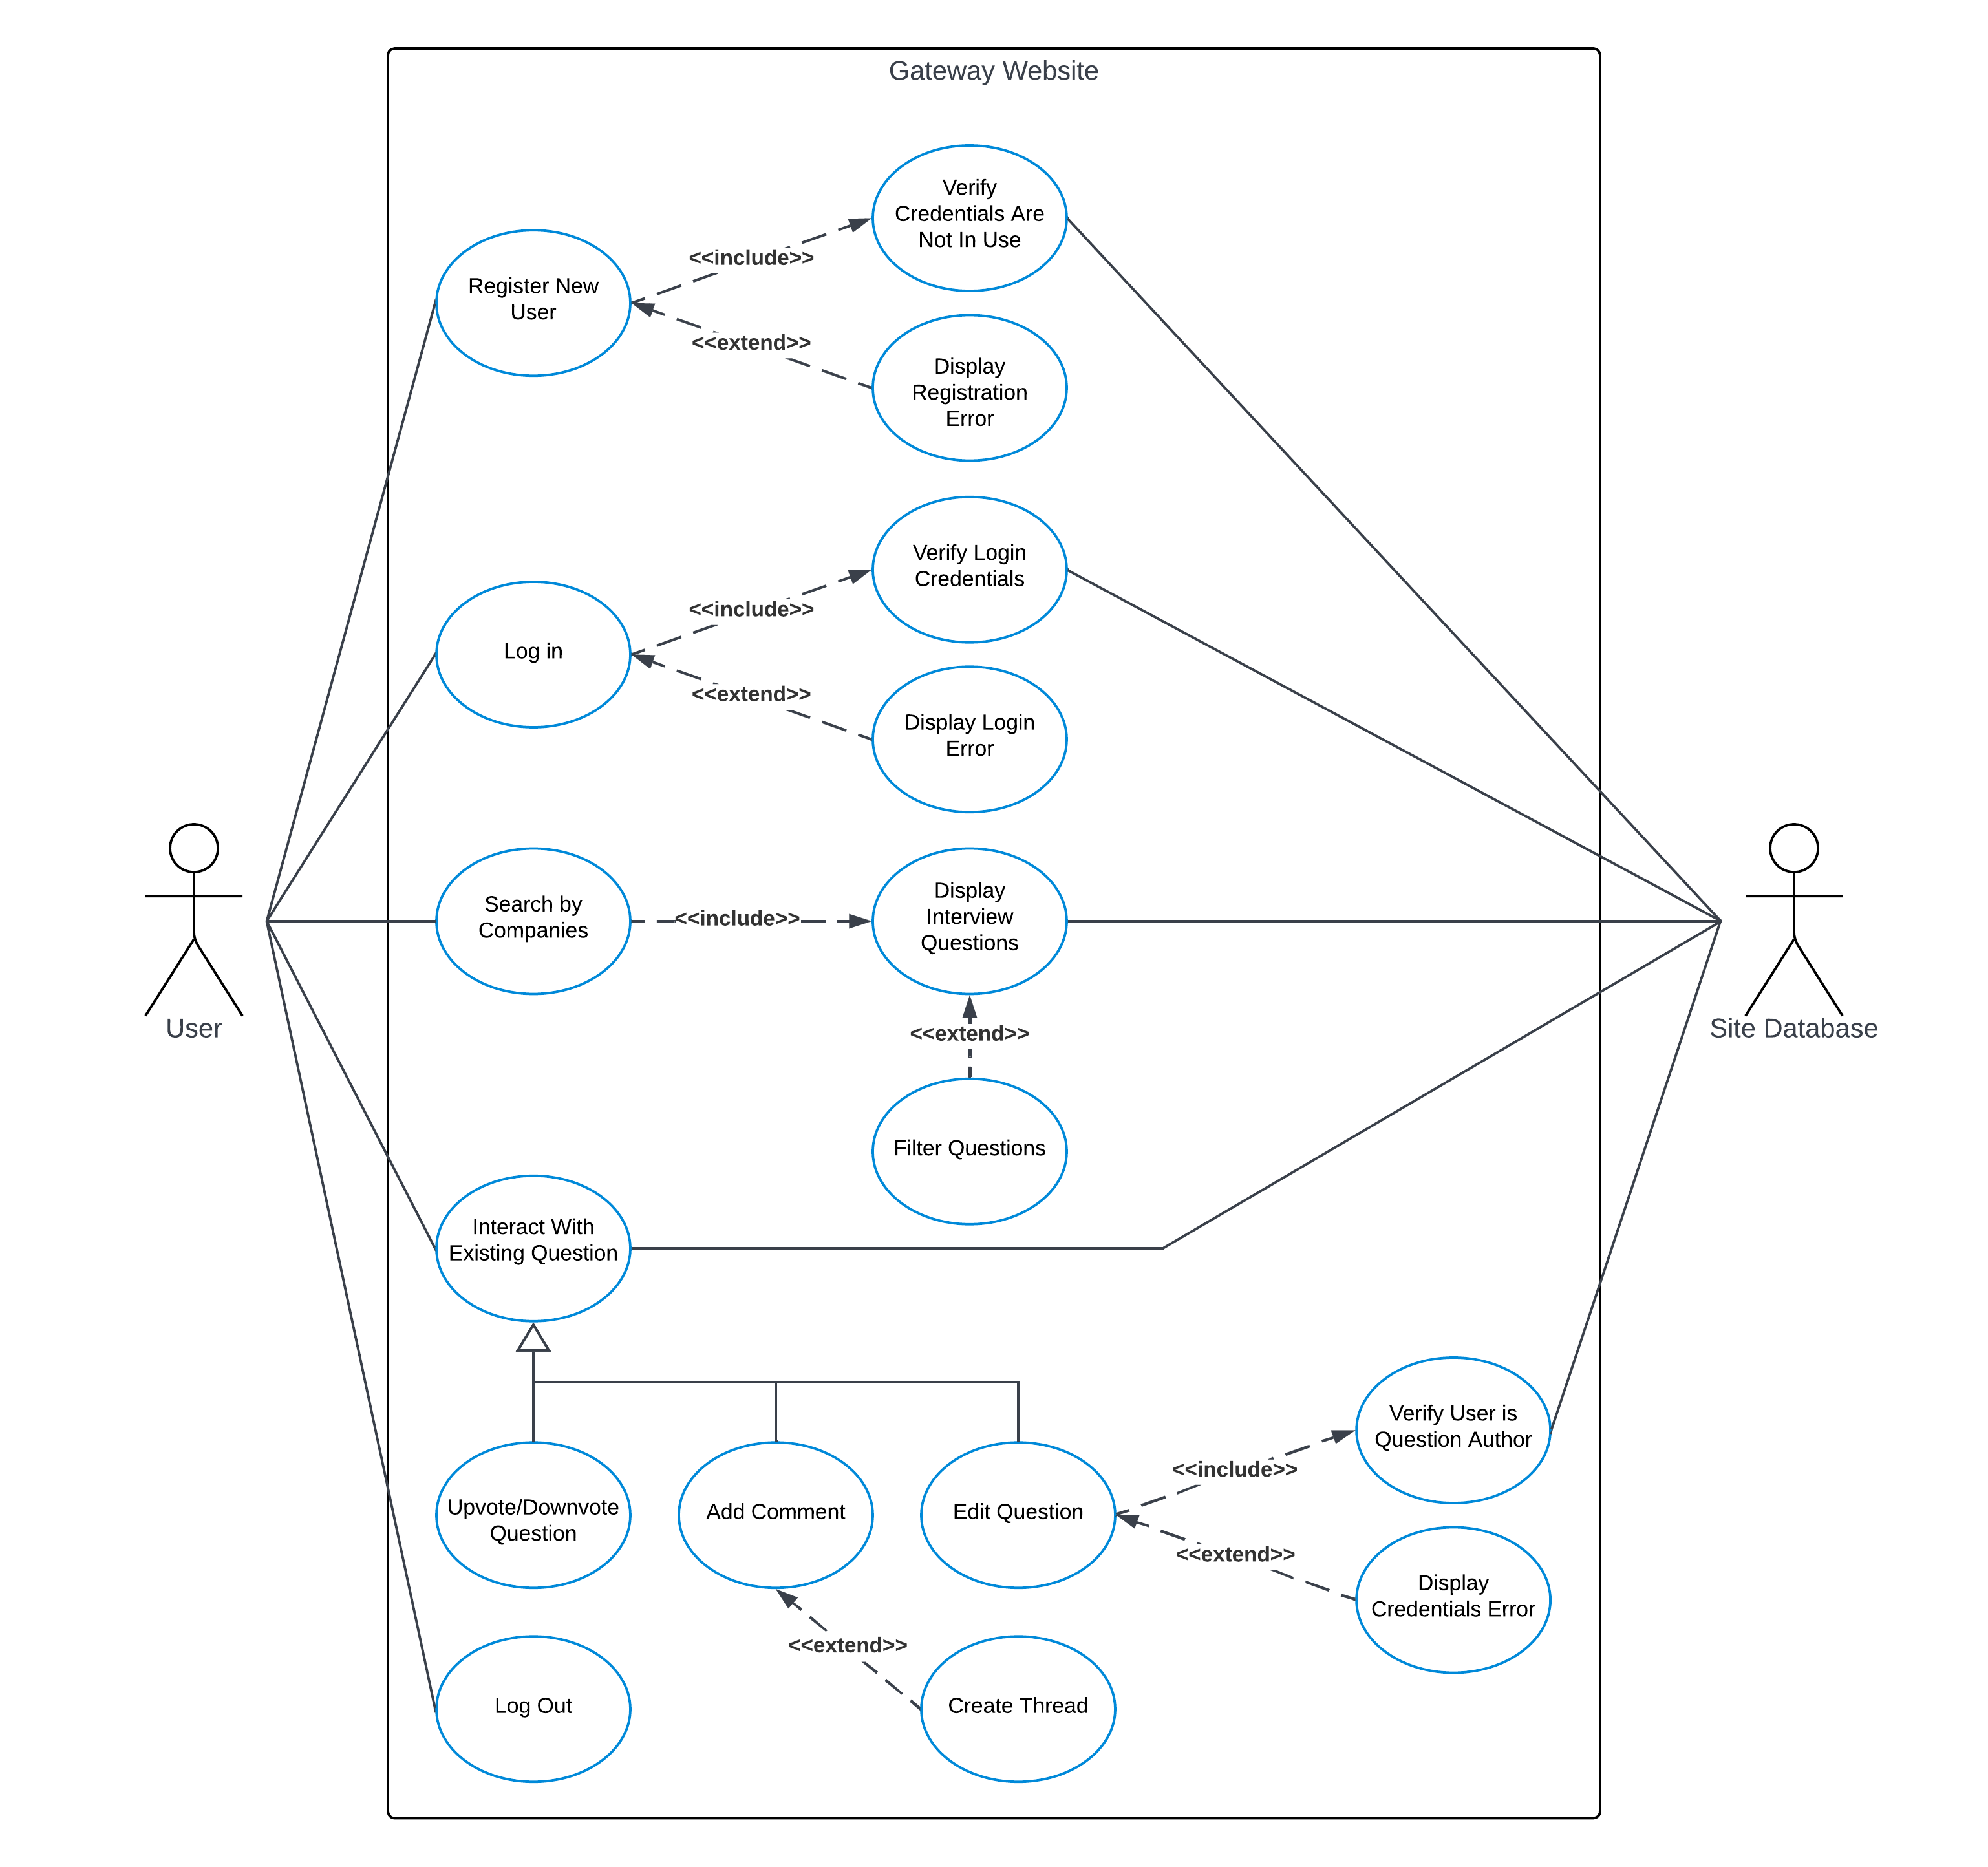 Gateway Website
Verify
Credentials Are
Not In Use
<<include>>
Register New
User
<<extend>>
Display
Registration
Error
Verify Login
Credentials
<<include>>
Log in
<<extend>>
Display Login
Error
Search by
Companies
<<include>>
Display
Interview
Questions
User
Site Database
<<extend>>
Filter Questions
Interact With
Existing Question
Verify User is
Question Author
<<include>>
Upvote/Downvote
Question
Add Comment
Edit Question
<<extend>>
Display
Credentials Error
<<extend>>
Log Out
Create Thread